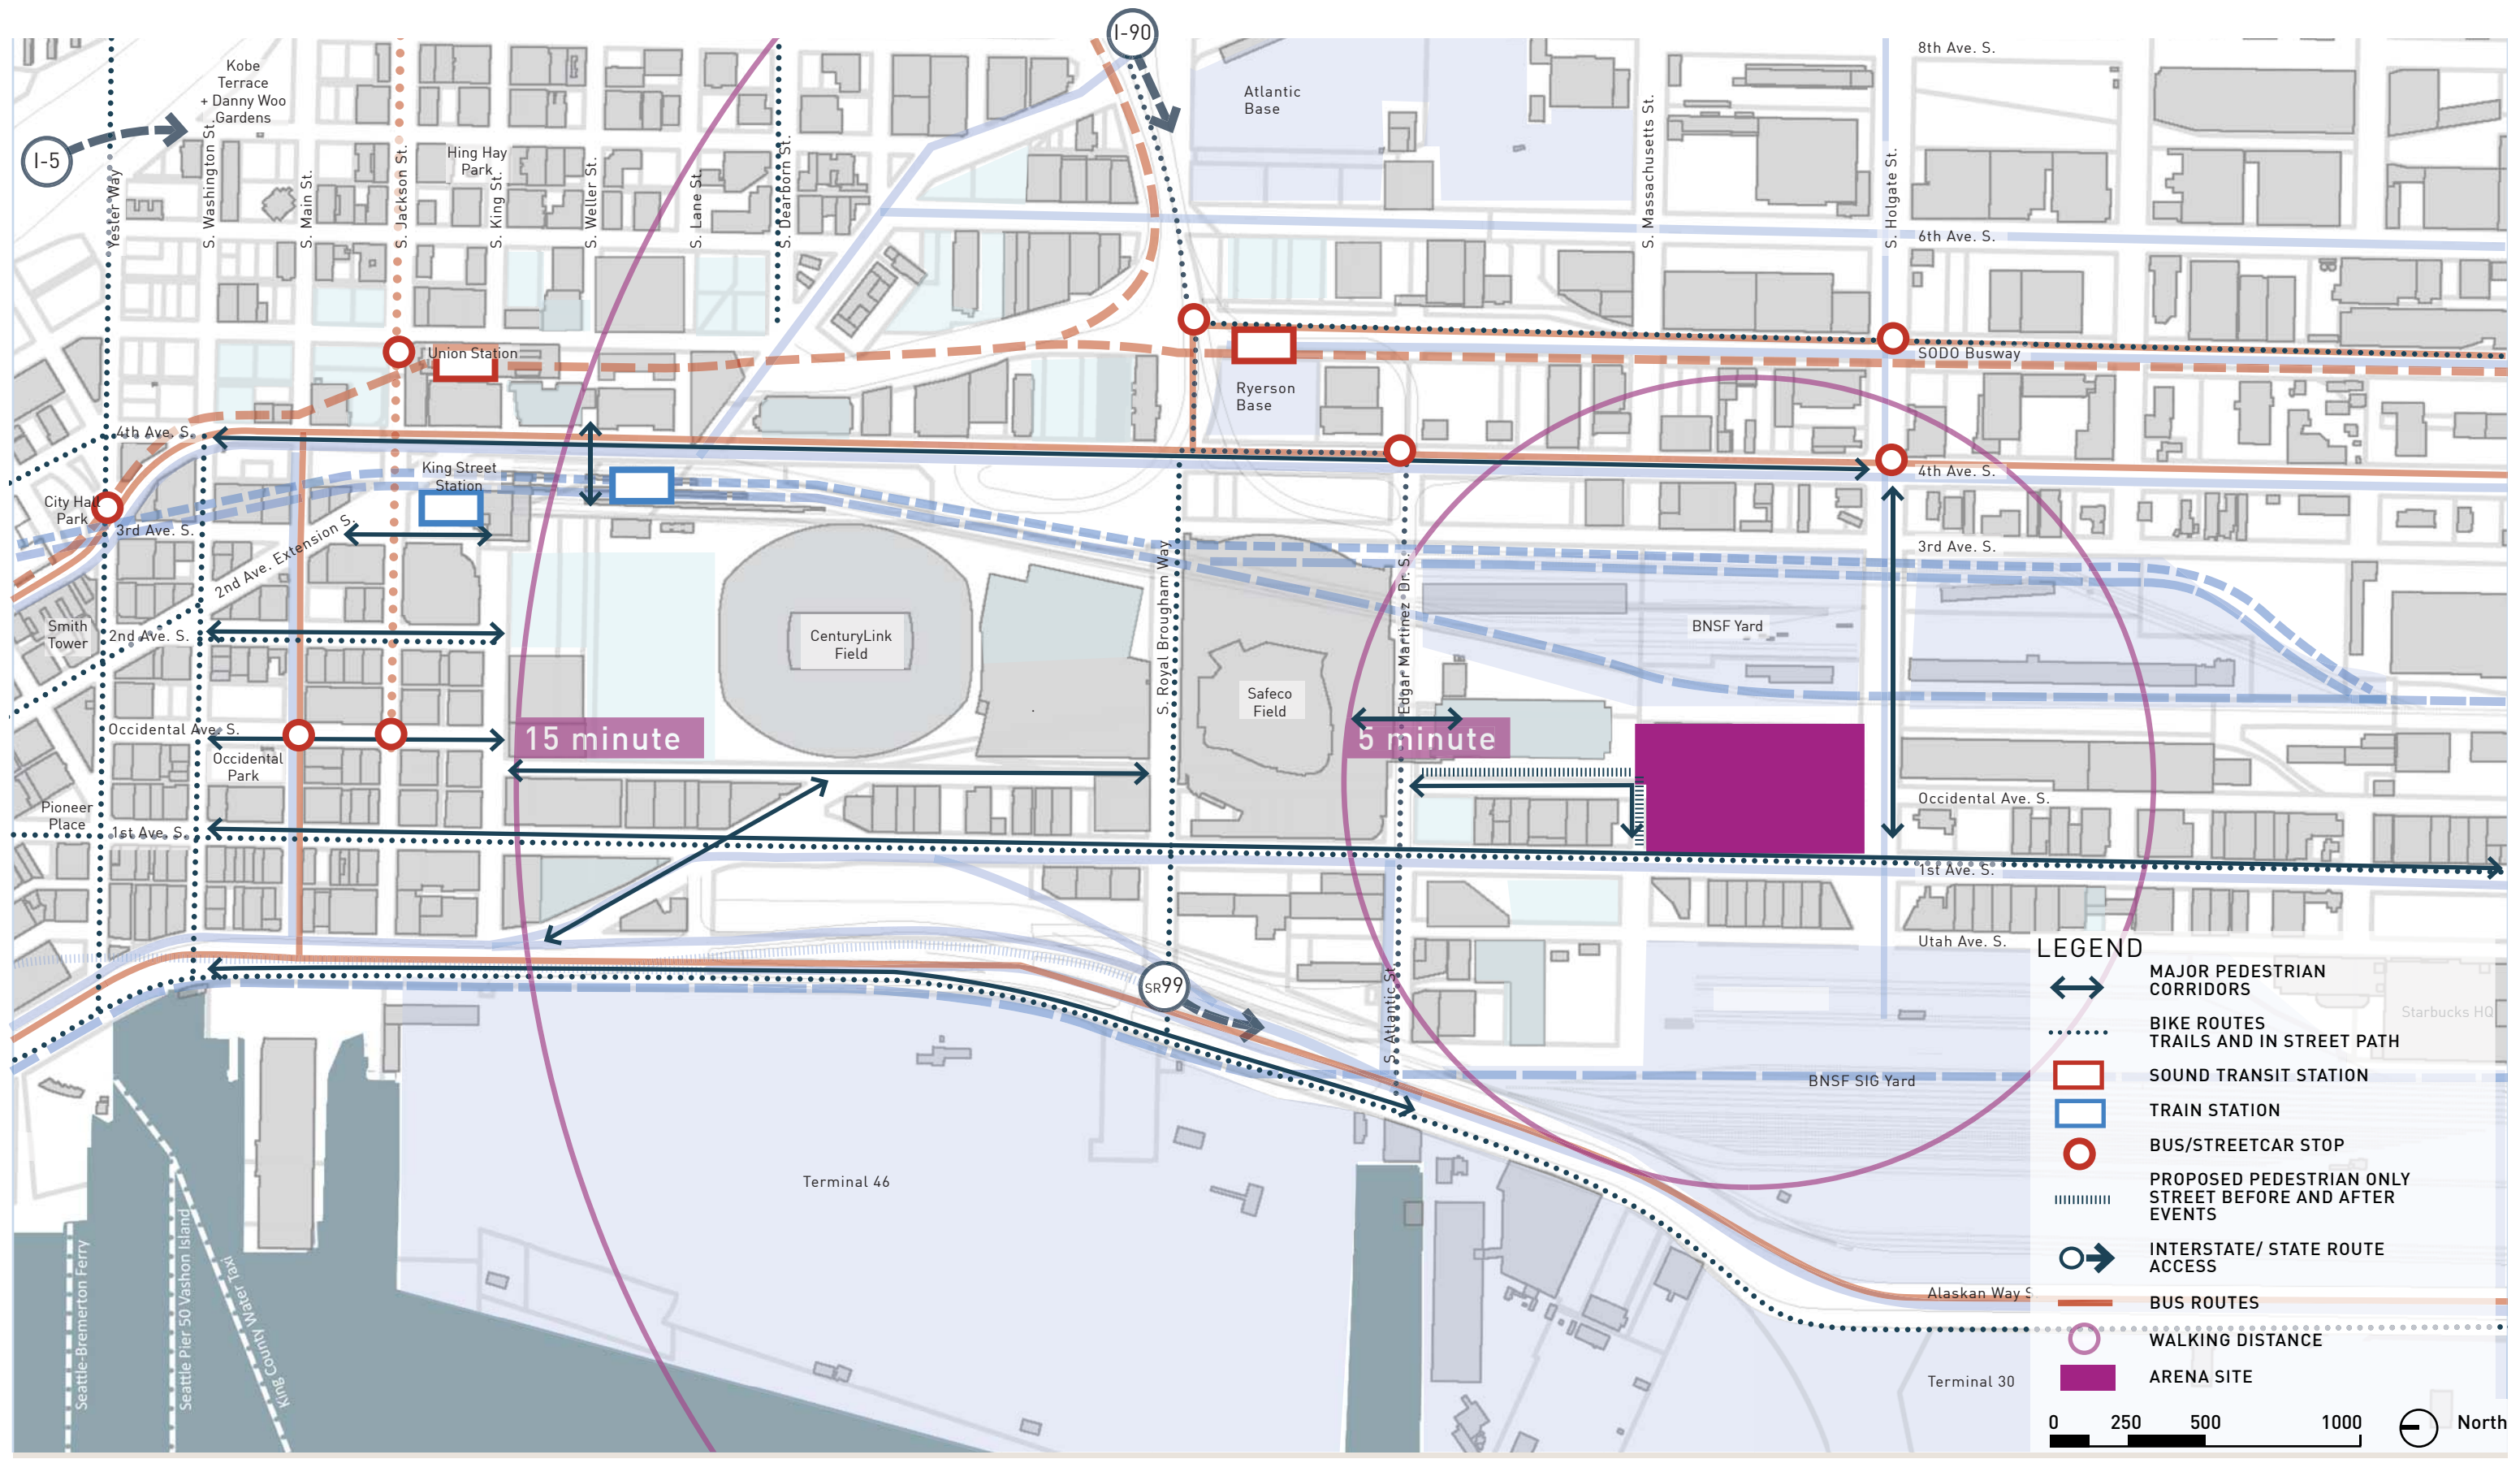 I-90
8th Ave. S.
Kobe
Terrace
+ Danny Woo
Gardens
Atlantic
Base
I-5
Hing Hay
Park
Yesler Way
S. Washington St.
S. Main St.
S. Jackson St.
S. King St.
S. Weller St.
S. Lane St.
S. Dearborn St.
S. Massachusetts St.
S. Holgate St.
6th Ave. S.
Union Station
SODO Busway
Ryerson
Base
4th Ave. S.
King Street
Station
4th Ave. S.
City Hall
Park
3rd Ave. S.
2nd Ave. Extension S.
3rd Ave. S.
S. Royal Brougham Way
Edgar Martinez Dr. S.
Smith
Tower
2nd Ave. S.
CenturyLink
Field
BNSF Yard
Safeco
Field
Occidental Ave. S.
15 minute
5 minute
Occidental
Park
Pioneer
Place
Occidental Ave. S.
1st Ave. S.
1st Ave. S.
Utah Ave. S.
SR99
S. Atlantic St.
BNSF SIG Yard
Starbucks HQ
Terminal 46
Alaskan Way S
Terminal 30
Seattle-Bremerton Ferry
Seattle Pier 50 Vashon Island
King County Water Taxi
LEGEND
MAJOR PEDESTRIAN
CORRIDORS
BIKE ROUTES
TRAILS AND IN STREET PATH
SOUND TRANSIT STATION
TRAIN STATION
BUS/STREETCAR STOP
PROPOSED PEDESTRIAN ONLY
STREET BEFORE AND AFTER
EVENTS
INTERSTATE/ STATE ROUTE
ACCESS
BUS ROUTES
WALKING DISTANCE
ARENA SITE
0 250 500 1000
North